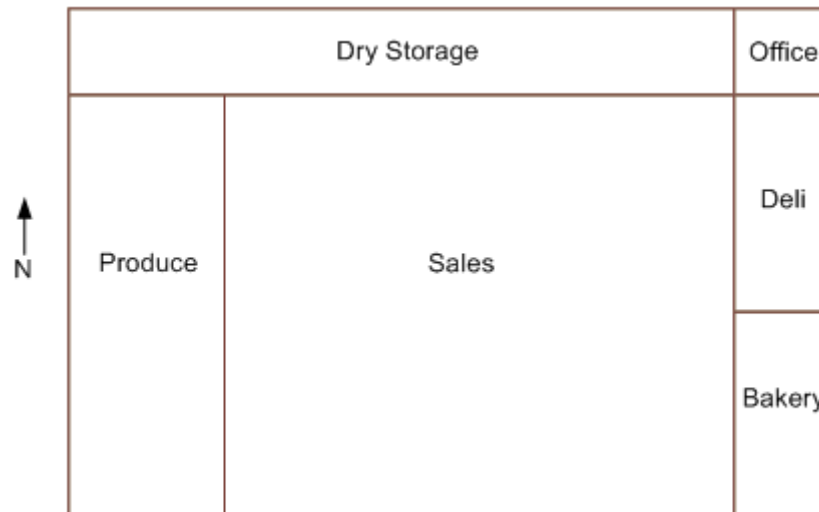 Dry Storage
Office
Deli
N
Produce
Sales
Bakery